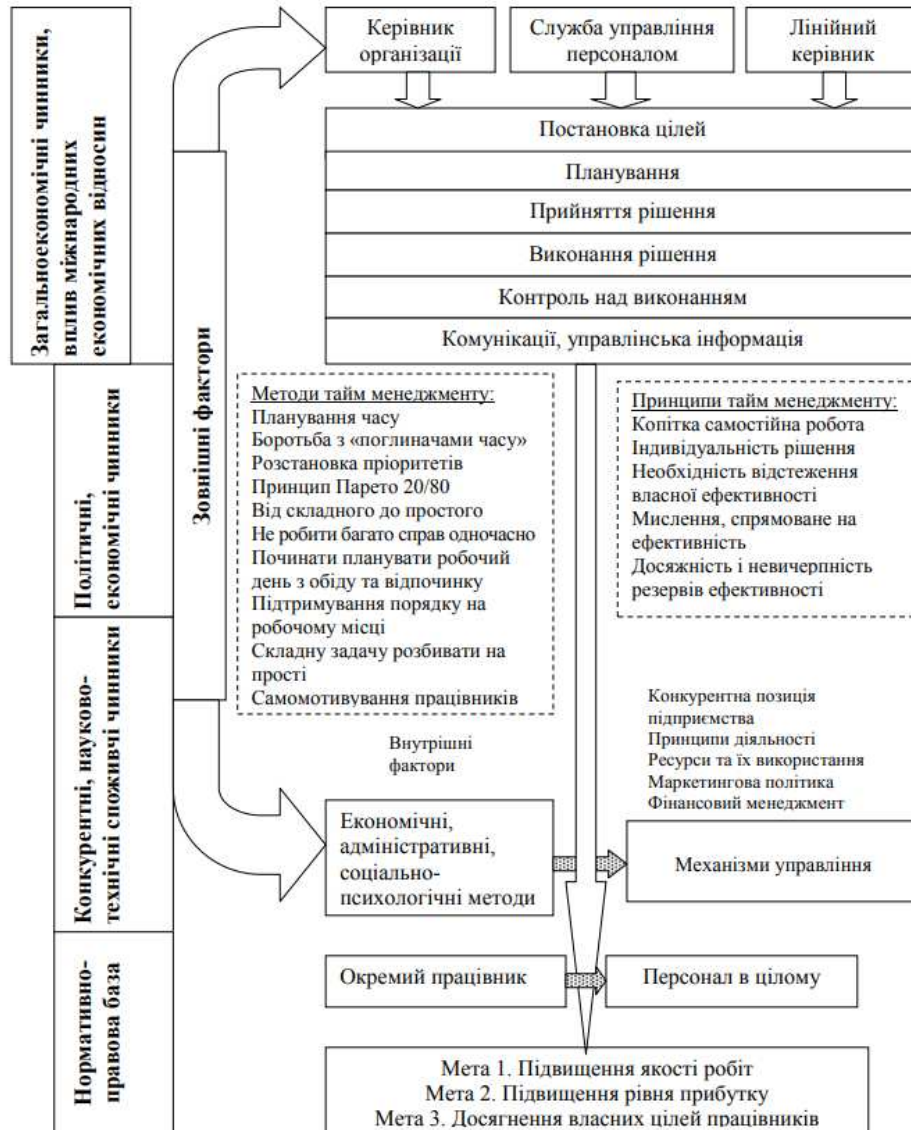 Загальноекономічні чинники,
вплив міжнародних
економічних відносин
Політичні,
економічні чинники
Конкурентні, науково-
технічні споживчі чинники
Нормативно-
правова база
Зовнішні фактори
Керівник
організації
Служба управління
персоналом
Лінійний
керівник
Постановка цілей
Планування
Прийняття рішення
Виконання рішення
Контроль над виконанням
Комунікації, управлінська інформація
Методи тайм менеджменту:
Планування часу
Боротьба з «поглиначами часу»
Розстановка пріоритетів
Принцип Парето 20/80
Від складного до простого
Не робити багато справ одночасно
Починати планувати робочий
день з обіду та відпочинку
Підтримування порядку на
робочому місці
Складну задачу розбивати на
прості
Самомотивування працівників
Принципи тайм менеджменту:
Копітка самостійна робота
Індивідуальність рішення
Необхідність відстеження
власної ефективності
Мислення, спрямоване на
ефективність
Досяжність і невичерпність
резервів ефективності
Внутрішні
фактори
Конкурентна позиція
підприємства
Принципи діяльності
Ресурси та їх використання
Маркетингова політика
Фінансовий менеджмент
Економічні,
адміністративні,
соціально-
психологічні методи
Механізми управління
Окремий працівник
Персонал в цілому
Мета 1. Підвищення якості робіт
Мета 2. Підвищення рівня прибутку
Мета 3. Досягнення власних цілей працівників